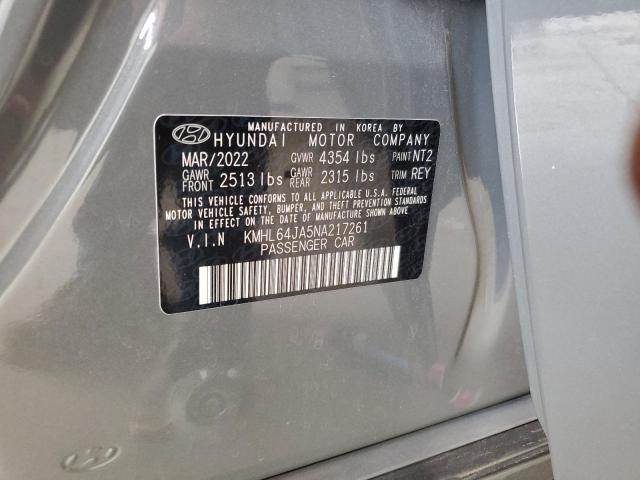 MANUFACTURED IN KOREA BY
HYUNDAI MOTOR COMPANY
MAR/2022 GVWR 4354 lbs PAINT NT2
GAWR FRONT 2513 lbs GAWR REAR 2315 lbs TRIM REY
THIS VEHICLE CONFORMS TO ALL APPLICABLE U.S.A. FEDERAL
MOTOR VEHICLE SAFETY, BUMPER, AND THEFT PREVENTION STANDARDS
IN EFFECT ON THE DATE OF MANUFACTURE SHOWN ABOVE.
V.I.N KMHL64JA5NA217261
PASSENGER CAR